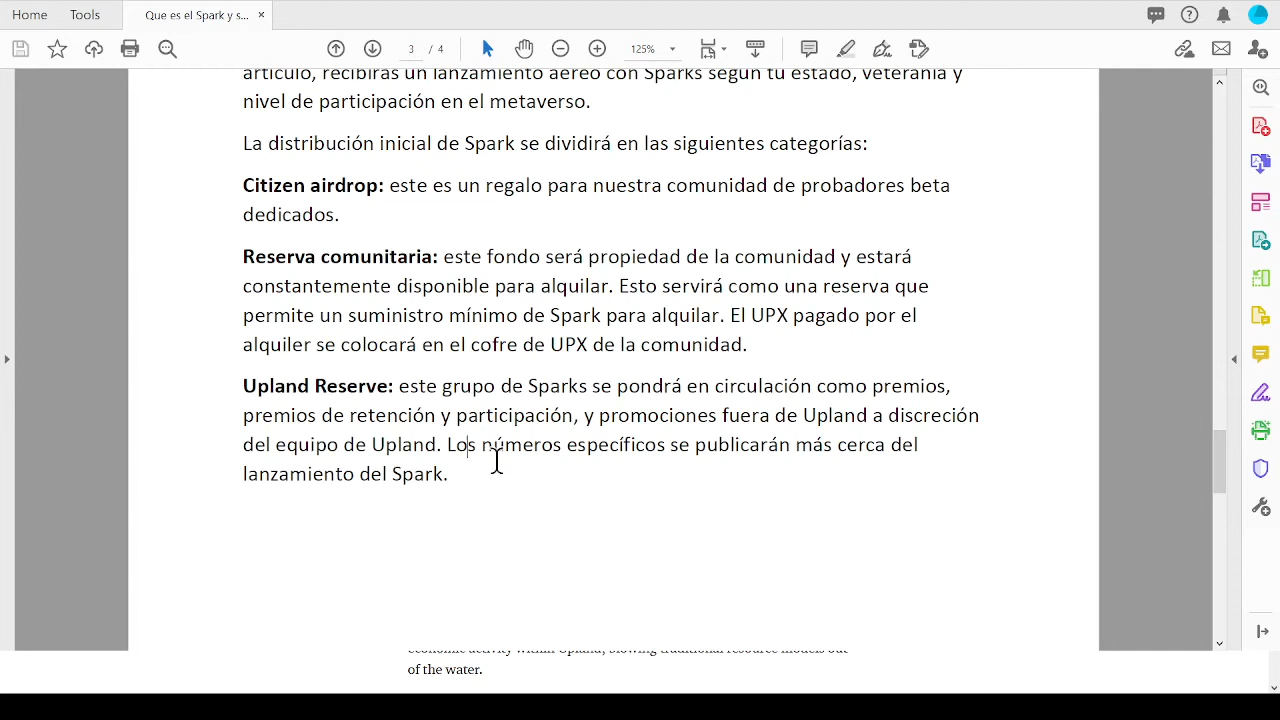 Home
Tools
Que es el Spark y s... ×
3 / 4
125%
artículo, recibirás un lanzamiento aéreo con Sparks según tu estado, veteranía y
nivel de participación en el metaverso.
La distribución inicial de Spark se dividirá en las siguientes categorías:
Citizen airdrop: este es un regalo para nuestra comunidad de probadores beta
dedicados.
Reserva comunitaria: este fondo será propiedad de la comunidad y estará
constantemente disponible para alquilar. Esto servirá como una reserva que
permite un suministro mínimo de Spark para alquilar. El UPX pagado por el
alquiler se colocará en el cofre de UPX de la comunidad.
Upland Reserve: este grupo de Sparks se pondrá en circulación como premios,
premios de retención y participación, y promociones fuera de Upland a discreción
del equipo de Upland. Los números específicos se publicarán más cerca del
lanzamiento del Spark.
economic activity within Upland, blowing traditional resource models out
of the water.